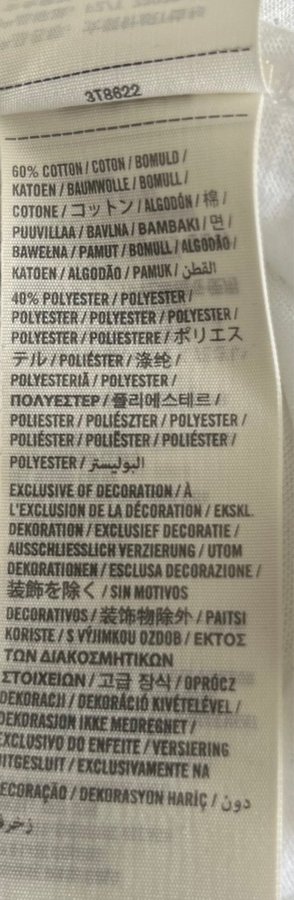 3T8622
60% COTTON / COTON / BOMULD /
KATOEN / BAUMWOLLE / BOMULL /
COTONE / コットン / ALGODÓN / 棉 /
PUUVILLAA / BAVLNA / BAMBAKI / 면 /
BAWEŁNA / PAMUT / BOMULL / ALGODÃO /
KATOEN / ALGODÃO / PAMUK / القطن
40% POLYESTER / POLYESTER /
POLYESTER / POLYESTER / POLYESTER /
POLYESTER / POLIESTERE / ポリエス
テル / POLIÉSTER / 涤纶 /
POLYESTERIÄ / POLYESTER /
ΠΟΛΥΕΣΤΕΡ / 폴리에스테르 /
POLIESTER / POLIÉSZTER / POLYESTER /
POLIÉSTER / POLIËSTER / POLIÉSTER /
POLYESTER / البوليستر
EXCLUSIVE OF DECORATION / À
L'EXCLUSION DE LA DÉCORATION / EKSKL.
DEKORATION / EXCLUSIEF DECORATIE /
AUSSCHLIESSLICH VERZIERUNG / UTOM
DEKORATIONEN / ESCLUSA DECORAZIONE /
装飾を除く / SIN MOTIVOS
DECORATIVOS / 装饰物除外 / PAITSI
KORISTE / S VÝJIMKOU OZDOB / ΕΚΤΟΣ
ΤΩΝ ΔΙΑΚΟΣΜΗΤΙΚΩΝ
ΣΤΟΙΧΕΙΩΝ / 고급 장식 / OPRÓCZ
DEKORACJI / DEKORÁCIÓ KIVÉTELÉVEL /
DEKORASJON IKKE MEDREGNET /
EXCLUSIVO DO ENFEITE / VERSIERING
UITGESLUIT / EXCLUSIVAMENTE NA
DECORAÇÃO / DEKORASYON HARİÇ / دون